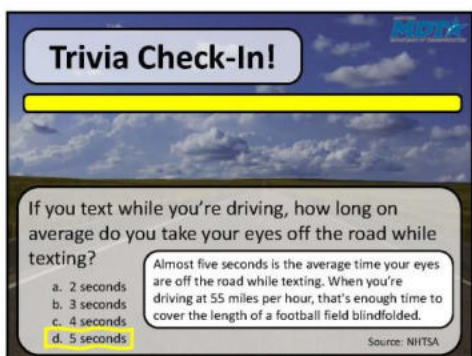 MDT★
Trivia Check-In!
If you text while you're driving, how long on
average do you take your eyes off the road while
texting?
a. 2 seconds
b. 3 seconds
c. 4 seconds
d. 5 seconds
Almost five seconds is the average time your eyes
are off the road while texting. When you're
driving at 55 miles per hour, that's enough time to
cover the length of a football field blindfolded.
Source: NHTSA